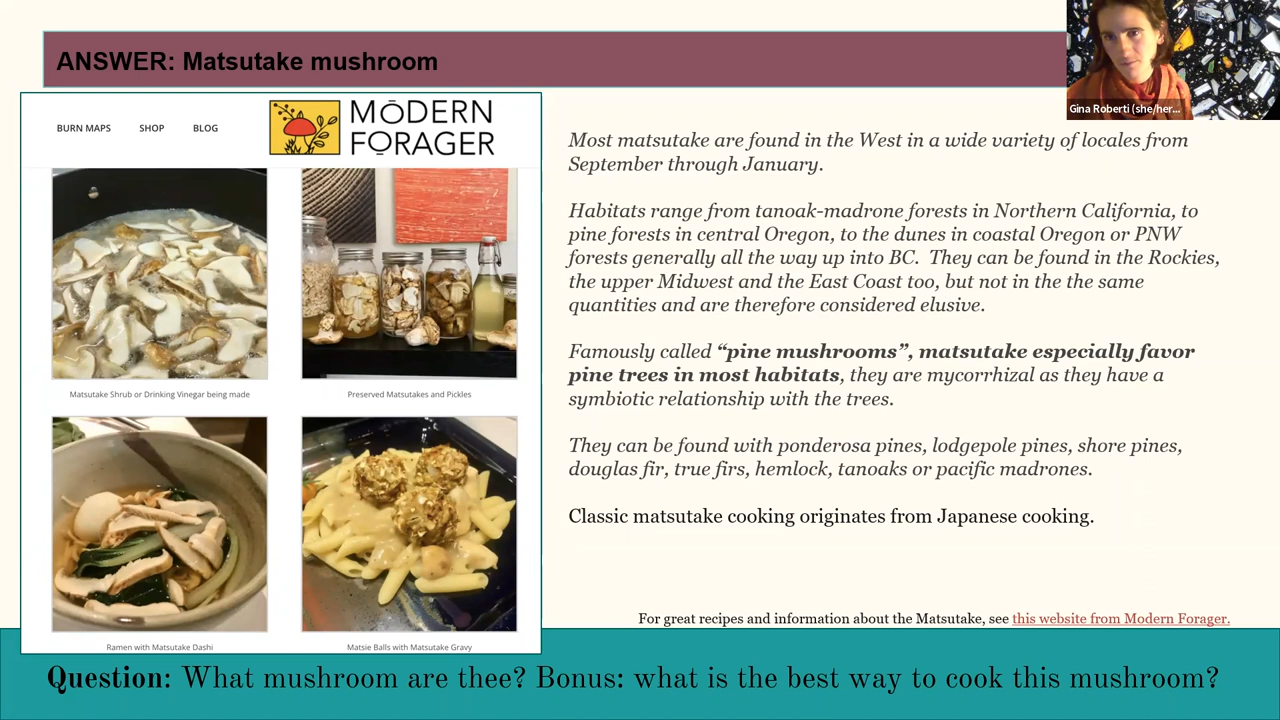 ANSWER: Matsutake mushroom
Gina Roberti (she/her...
BURN MAPS SHOP BLOG
MŌDERN
FŌRAGER
Matsutake Shrub or Drinking Vinegar being made
Preserved Matsutakes and Pickles
Ramen with Matsutake Dashi
Matsie Balls with Matsutake Gravy
Most matsutake are found in the West in a wide variety of locales from
September through January.
Habitats range from tanoak-madrone forests in Northern California, to
pine forests in central Oregon, to the dunes in coastal Oregon or PNW
forests generally all the way up into BC.  They can be found in the Rockies,
the upper Midwest and the East Coast too, but not in the the same
quantities and are therefore considered elusive.
Famously called “pine mushrooms”, matsutake especially favor
pine trees in most habitats, they are mycorrhizal as they have a
symbiotic relationship with the trees.
They can be found with ponderosa pines, lodgepole pines, shore pines,
douglas fir, true firs, hemlock, tanoaks or pacific madrones.
Classic matsutake cooking originates from Japanese cooking.
For great recipes and information about the Matsutake, see this website from Modern Forager.
Question: What mushroom are thee? Bonus: what is the best way to cook this mushroom?